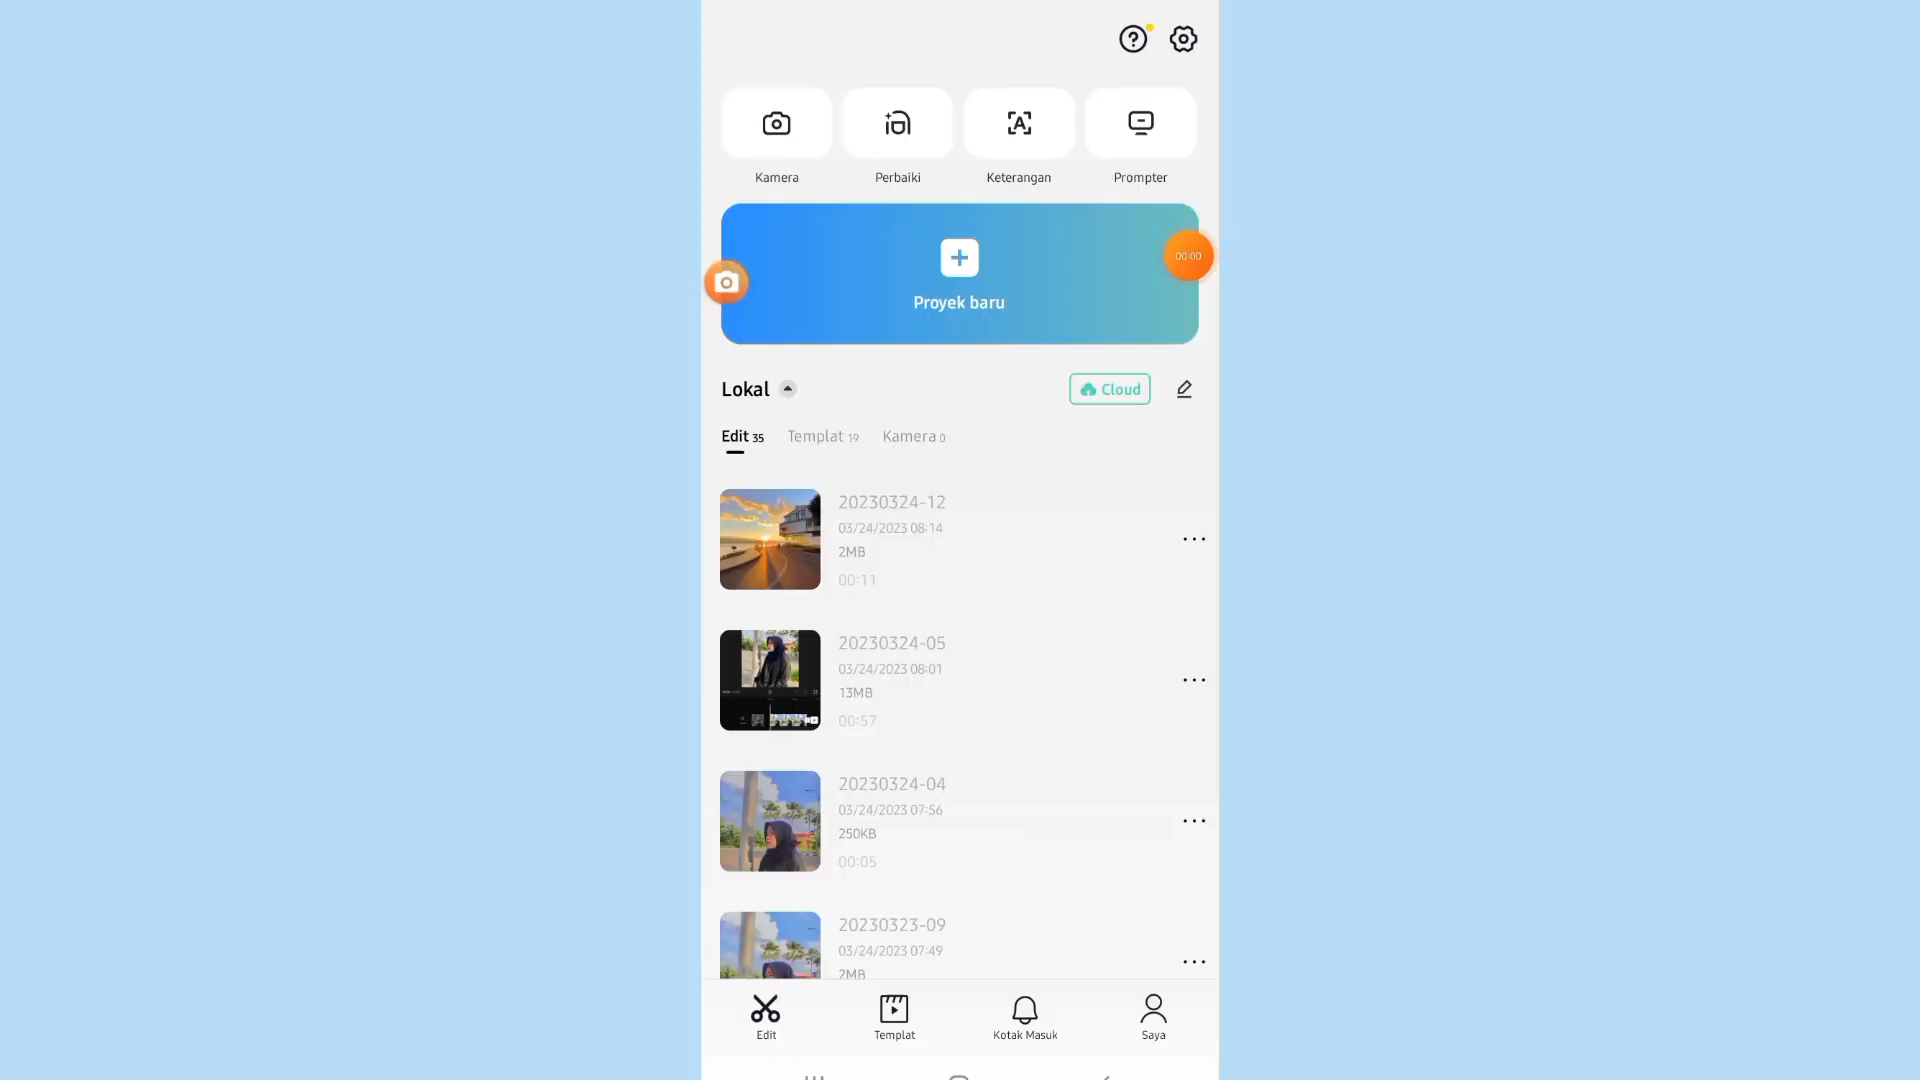 Kamera
Perbaiki
Keterangan
Prompter
Proyek baru
00:00
Lokal
Cloud
Edit 35
Templat 19
Kamera 0
20230324-12
03/24/2023 08:14
2MB
00:11
20230324-05
03/24/2023 08:01
13MB
00:57
20230324-04
03/24/2023 07:56
250KB
00:05
20230323-09
03/24/2023 07:49
2MB
Edit
Templat
Kotak Masuk
Saya